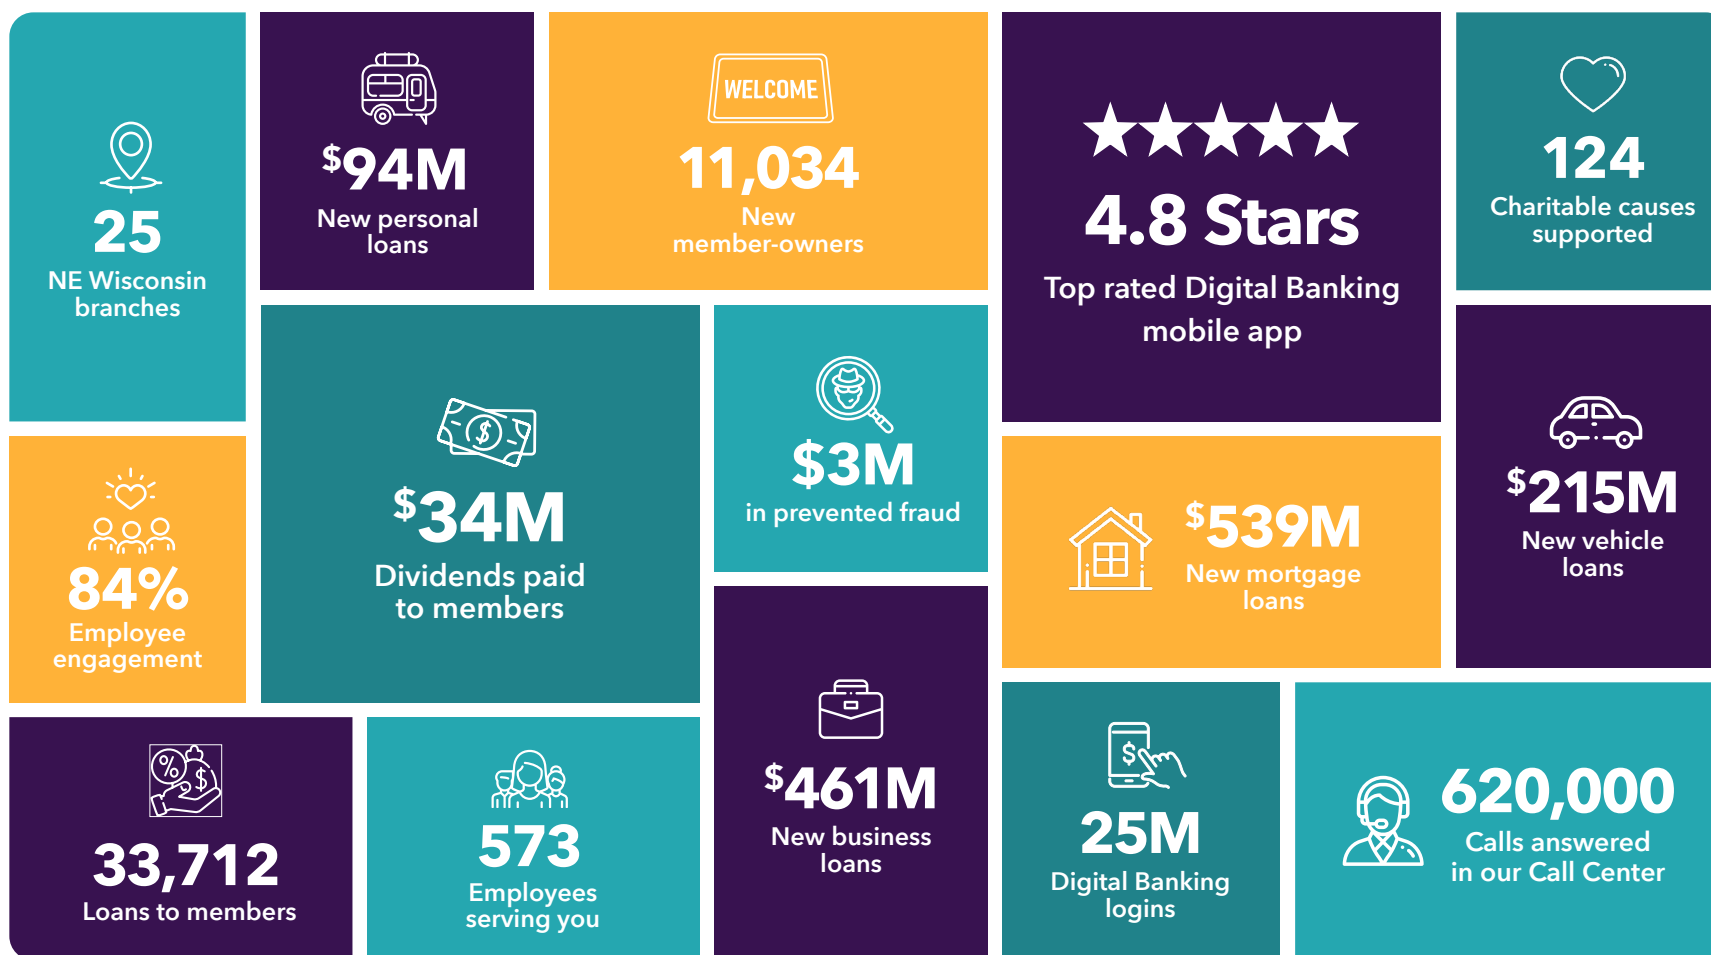 25
NE Wisconsin
branches
$94M
New personal
loans
WELCOME
11,034
New
member-owners
4.8 Stars
Top rated Digital Banking
mobile app
124
Charitable causes
supported
84%
Employee
engagement
$34M
Dividends paid
to members
$3M
in prevented fraud
$539M
New mortgage
loans
$215M
New vehicle
loans
%
$
33,712
Loans to members
573
Employees
serving you
$461M
New business
loans
$
25M
Digital Banking
logins
620,000
Calls answered
in our Call Center